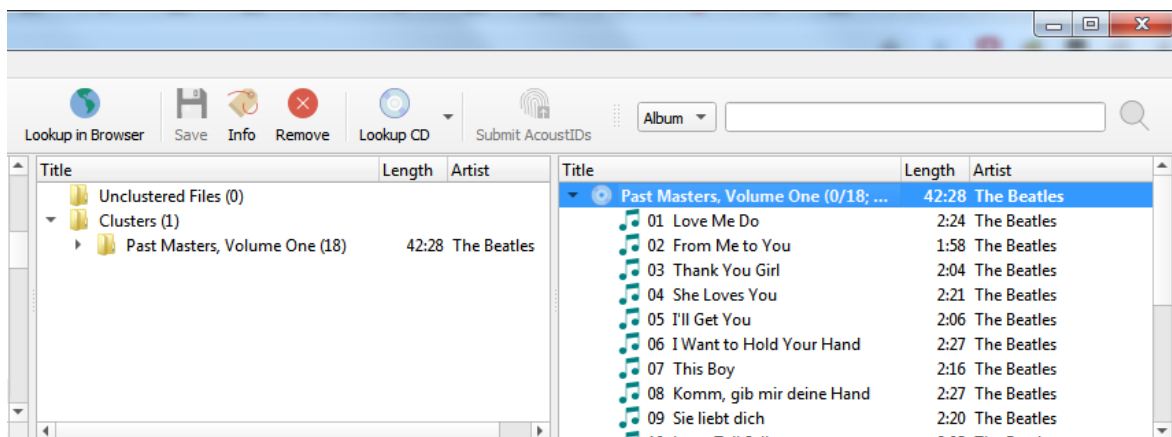 Lookup in Browser Save Info Remove Lookup CD Submit AcoustIDs Album
Title Length Artist
Unclustered Files (0)
Clusters (1)
Past Masters, Volume One (18) 42:28 The Beatles
Title Length Artist
Past Masters, Volume One (0/18; ... 42:28 The Beatles
01 Love Me Do 2:24 The Beatles
02 From Me to You 1:58 The Beatles
03 Thank You Girl 2:04 The Beatles
04 She Loves You 2:21 The Beatles
05 I'll Get You 2:06 The Beatles
06 I Want to Hold Your Hand 2:27 The Beatles
07 This Boy 2:16 The Beatles
08 Komm, gib mir deine Hand 2:27 The Beatles
09 Sie liebt dich 2:20 The Beatles